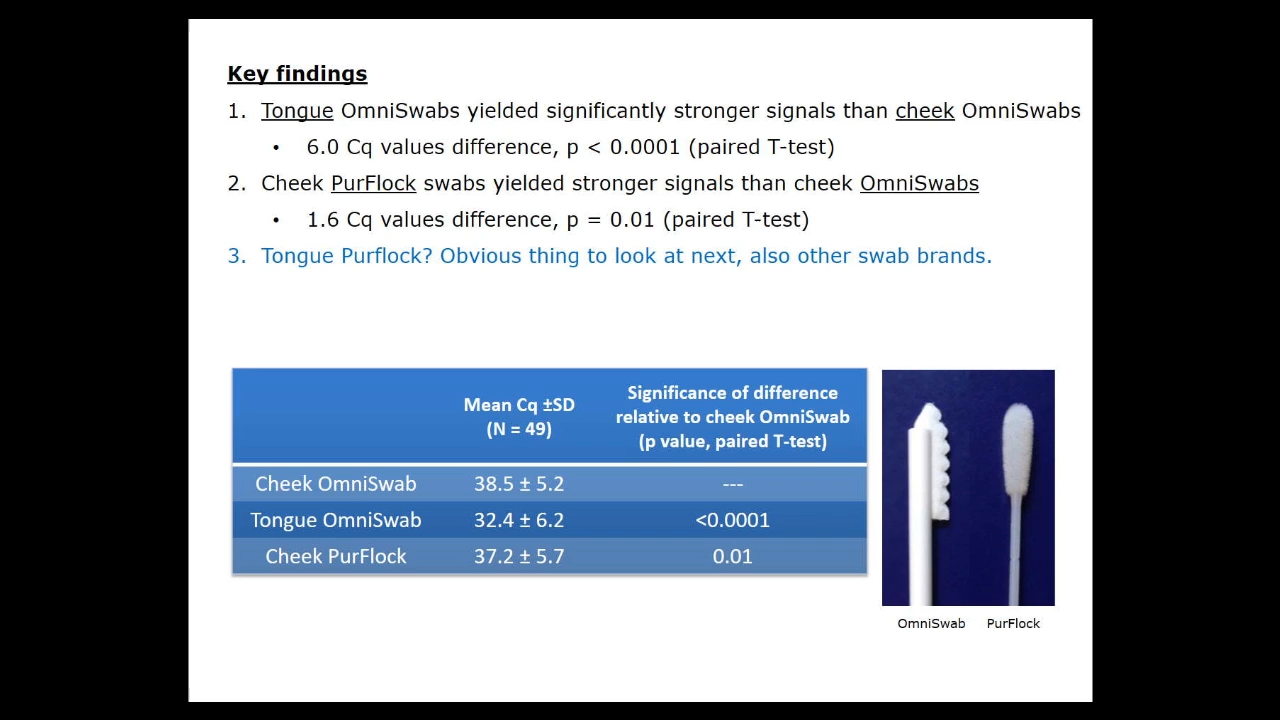 Key findings
1. Tongue OmniSwabs yielded significantly stronger signals than cheek OmniSwabs
• 6.0 Cq values difference, p < 0.0001 (paired T-test)
2. Cheek PurFlock swabs yielded stronger signals than cheek OmniSwabs
• 1.6 Cq values difference, p = 0.01 (paired T-test)
3. Tongue Purflock? Obvious thing to look at next, also other swab brands.
Mean Cq ±SD
(N = 49)
Significance of difference
relative to cheek OmniSwab
(p value, paired T-test)
Cheek OmniSwab 38.5 ± 5.2 ---
Tongue OmniSwab 32.4 ± 6.2 <0.0001
Cheek PurFlock 37.2 ± 5.7 0.01
OmniSwab PurFlock